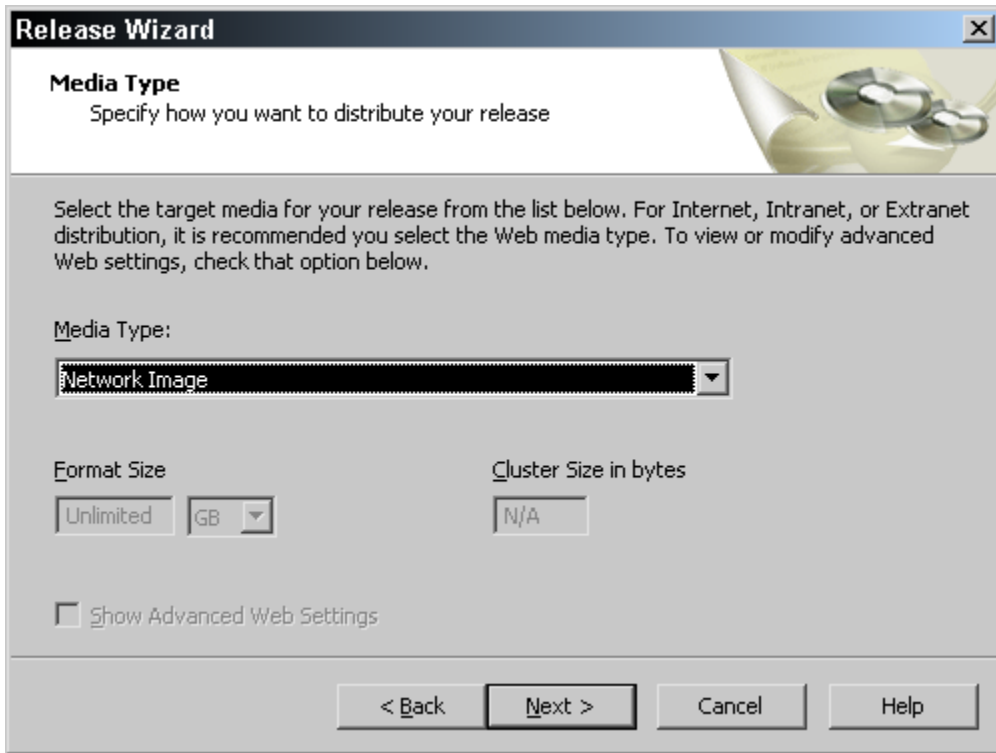 Release Wizard
Media Type
Specify how you want to distribute your release
Select the target media for your release from the list below. For Internet, Intranet, or Extranet
distribution, it is recommended you select the Web media type. To view or modify advanced
Web settings, check that option below.
Media Type:
Network Image
Format Size Cluster Size in bytes
Unlimited GB N/A
Show Advanced Web Settings
< Back Next > Cancel Help